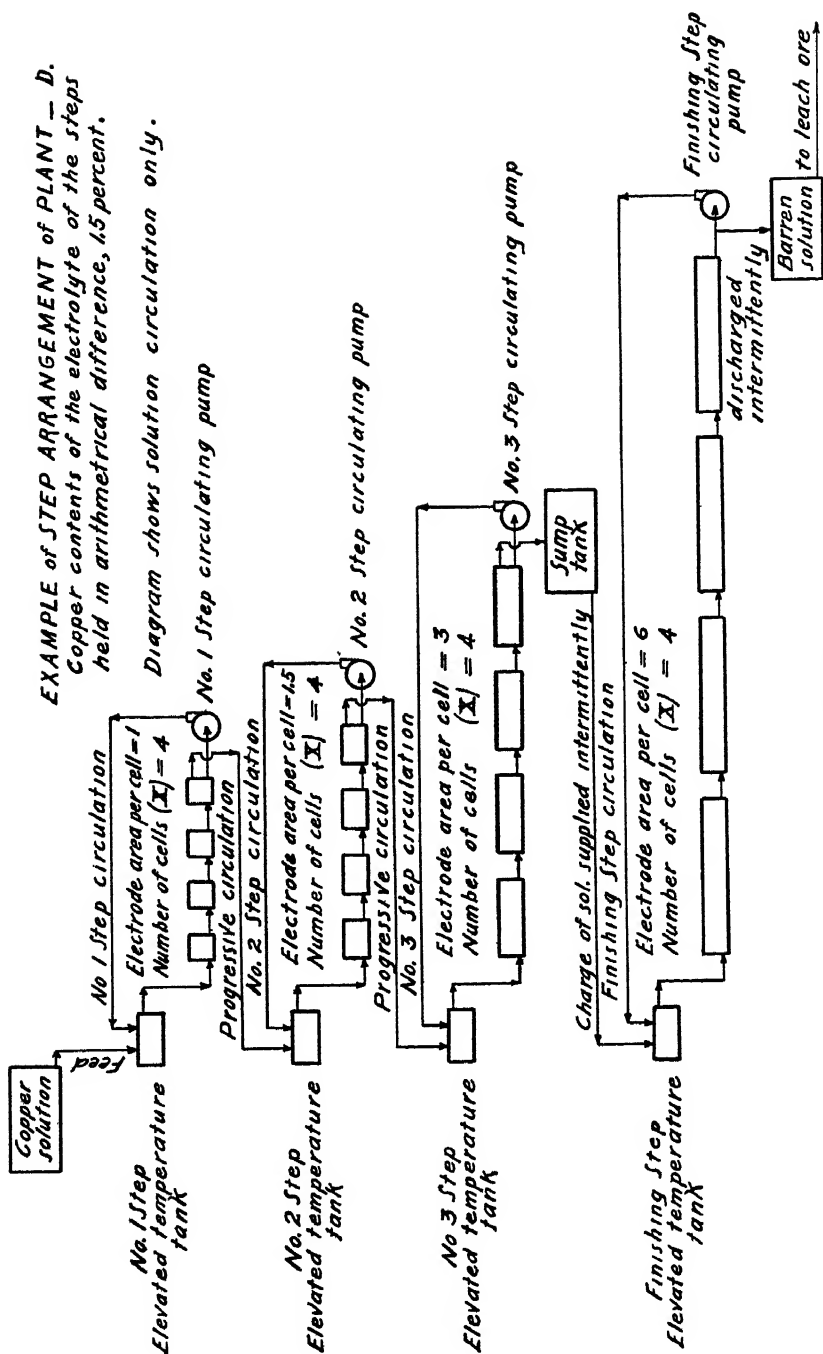 EXAMPLE of STEP ARRANGEMENT of PLANT _ D.
Copper contents of the electrolyte of the steps
held in arithmetrical difference, 1.5 percent.
Diagram shows solution circulation only.
Copper
solution
Feed
No. 1 Step
Elevated temperature
tank
No 1 Step circulation
Electrode area per cell = 1
Number of cells (X) = 4
No. 1 Step circulating pump
Progressive circulation
No. 2 Step circulation
No. 2 Step
Elevated temperature
tank
Electrode area per cell = 1.5
Number of cells (X) = 4
No. 2 Step circulating pump
Progressive circulation
No. 3 Step circulation
No 3 Step
Elevated temperature
tank
Electrode area per cell = 3
Number of cells (X) = 4
No. 3 Step circulating pump
Sump
tank
Charge of sol. supplied intermittently
Finishing Step circulation
Finishing Step
Elevated temperature
tank
Electrode area per cell = 6
Number of cells (X) = 4
Finishing Step
circulating
pump
discharged
intermittently
Barren
solution
to leach ore